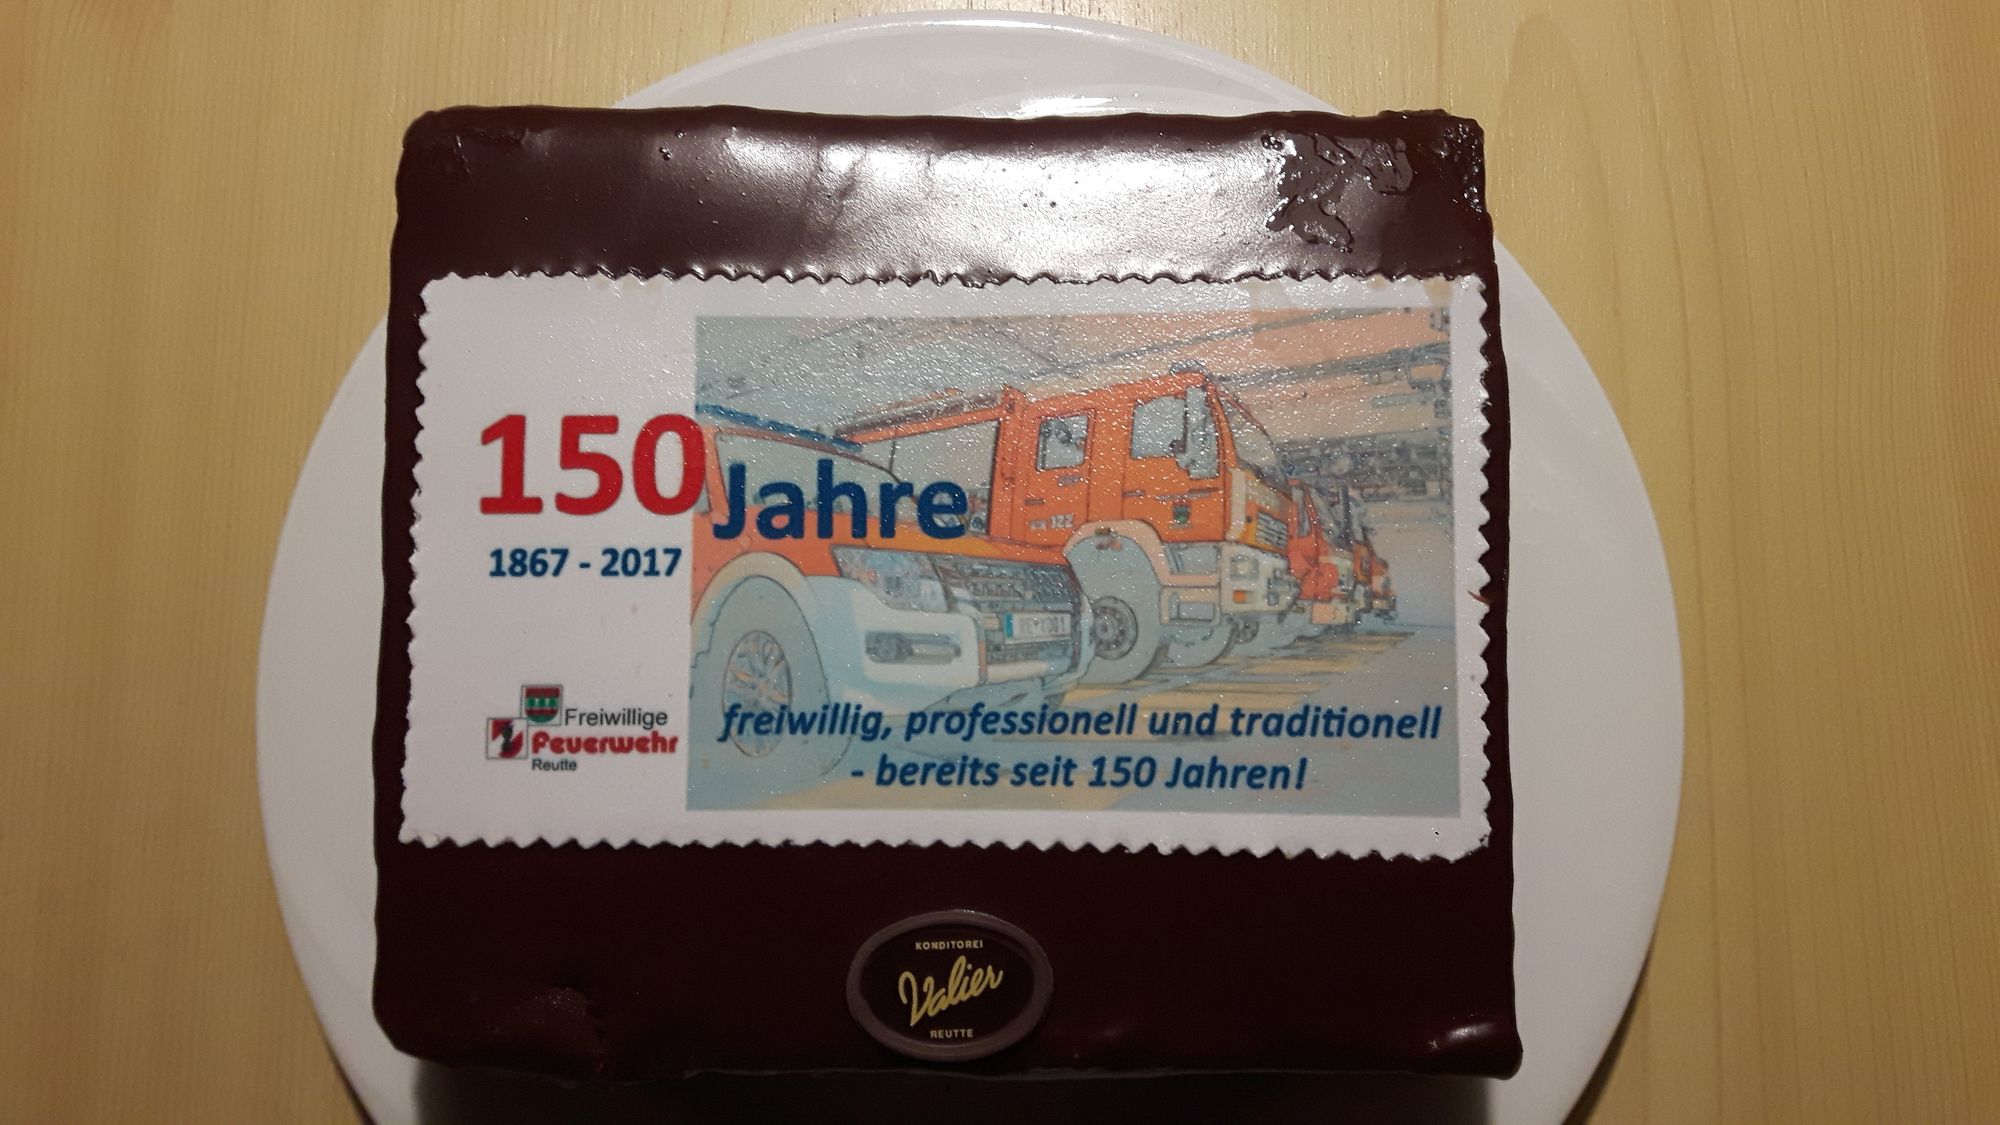 150 Jahre
1867 - 2017
Freiwillige
Feuerwehr
Reutte
freiwillig, professionell und traditionell
- bereits seit 150 Jahren!
KONDITOREI
Valier
REUTTE